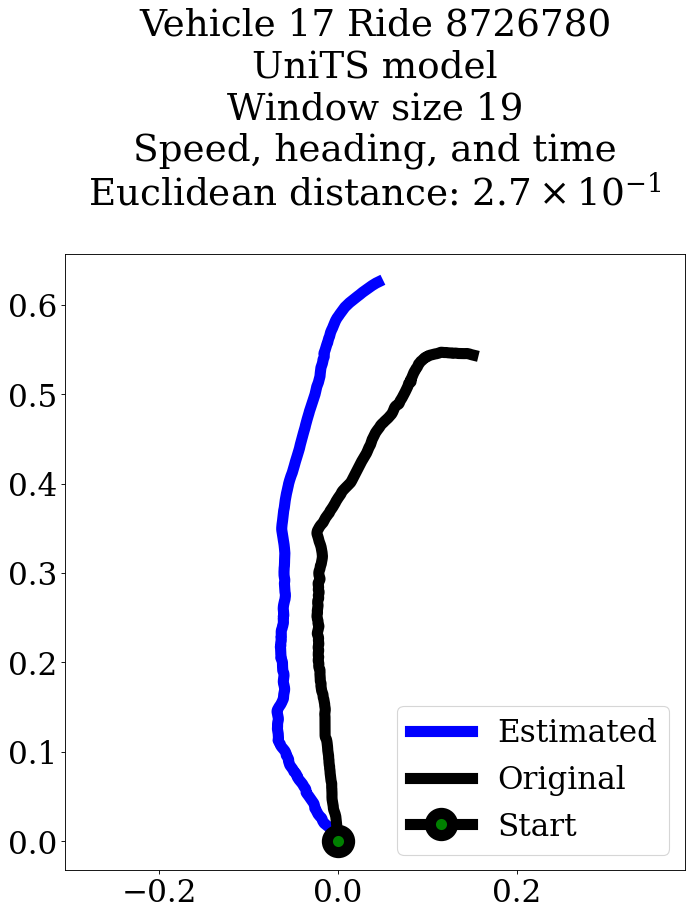 Vehicle 17 Ride 8726780
UniTS model
Window size 19
Speed, heading, and time
Euclidean distance: 2.7 × 10⁻¹
0.6
0.5
0.4
0.3
0.2
0.1
0.0
Estimated
Original
Start
−0.2 0.0 0.2